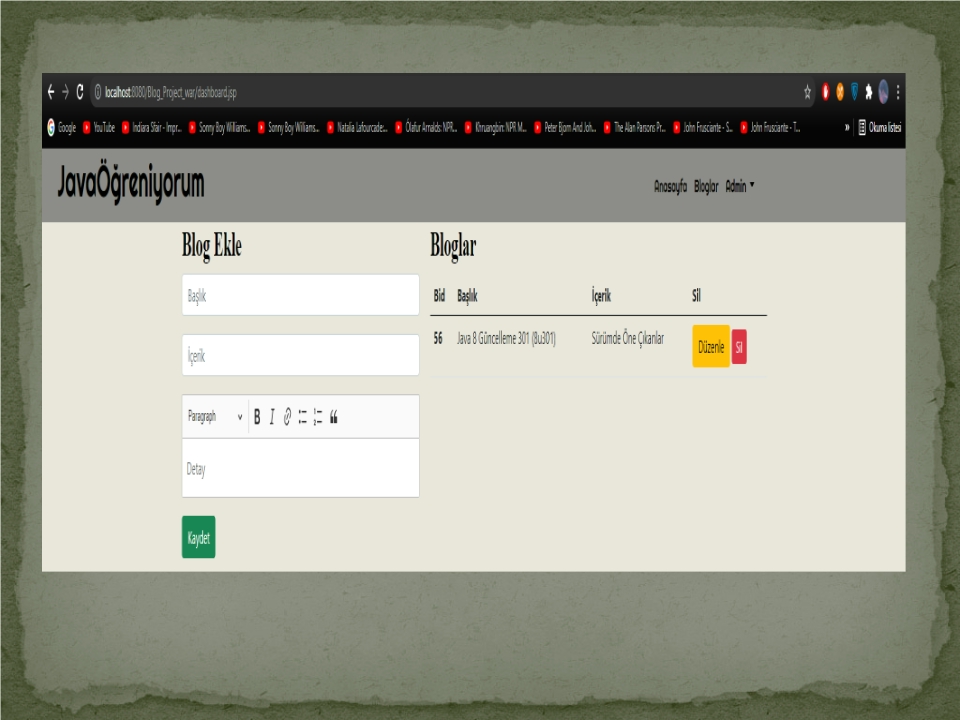 localhost:8080/Blog_Project_war/dashboard.jsp
Google YouTube Indiara Sfair - Impr... Sonny Boy Williams... Sonny Boy Williams... Natalia Lafourcade:... Ólafur Arnalds: NPR... Khruangbin: NPR M... Peter Bjorn And Joh... The Alan Parsons Pr... John Frusciante - S... John Frusciante - T... » Okuma listesi
JavaÖğreniyorum Anasayfa Bloglar Admin
Blog Ekle
Başlık
İçerik
Paragraph B I
Detay
Kaydet
Bloglar
Bid Başlık İçerik Sil
56 Java 8 Güncelleme 301 (8u301) Sürümde Öne Çıkanlar Düzenle Sil